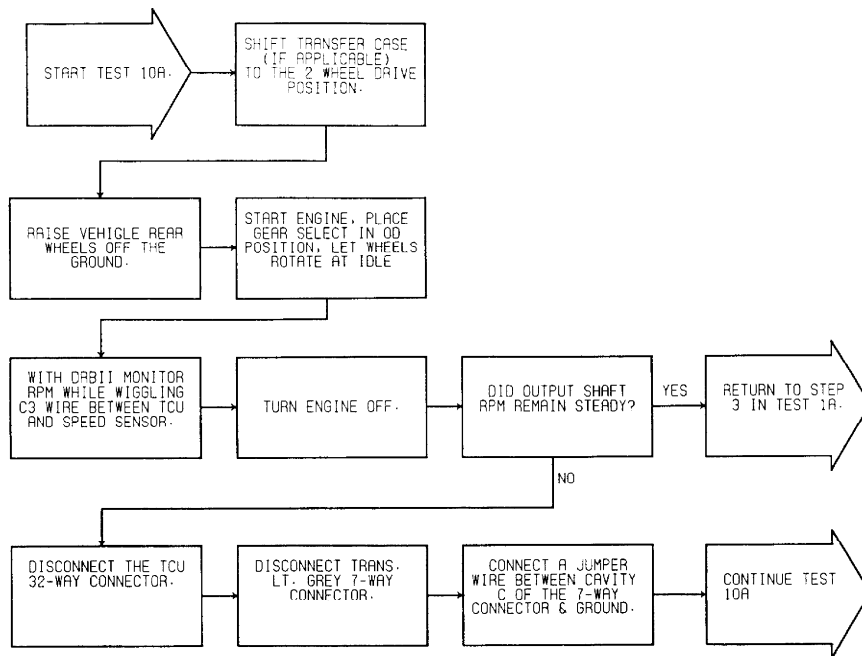 START TEST 10A.
SHIFT TRANSFER CASE
(IF APPLICABLE)
TO THE 2 WHEEL DRIVE
POSITION.
RAISE VEHICLE REAR
WHEELS OFF THE
GROUND.
START ENGINE, PLACE
GEAR SELECT IN OD
POSITION, LET WHEELS
ROTATE AT IDLE
WITH DRBII MONITOR
RPM WHILE WIGGLING
C3 WIRE BETWEEN TCU
AND SPEED SENSOR.
TURN ENGINE OFF.
DID OUTPUT SHAFT
RPM REMAIN STEADY?
YES
RETURN TO STEP
3 IN TEST 1A.
NO
DISCONNECT THE TCU
32-WAY CONNECTOR.
DISCONNECT TRANS.
LT. GREY 7-WAY
CONNECTOR.
CONNECT A JUMPER
WIRE BETWEEN CAVITY
C OF THE 7-WAY
CONNECTOR & GROUND.
CONTINUE TEST
10A